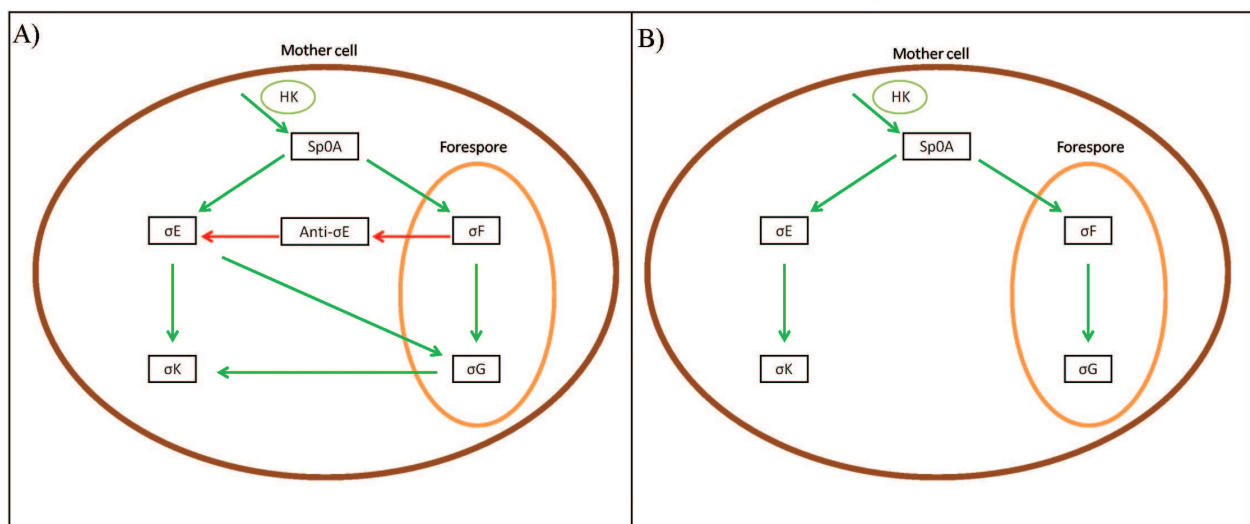 A)
Mother cell
HK
Sp0A
Forespore
σE
Anti-σE
σF
σK
σG
B)
Mother cell
HK
Sp0A
Forespore
σE
σF
σK
σG